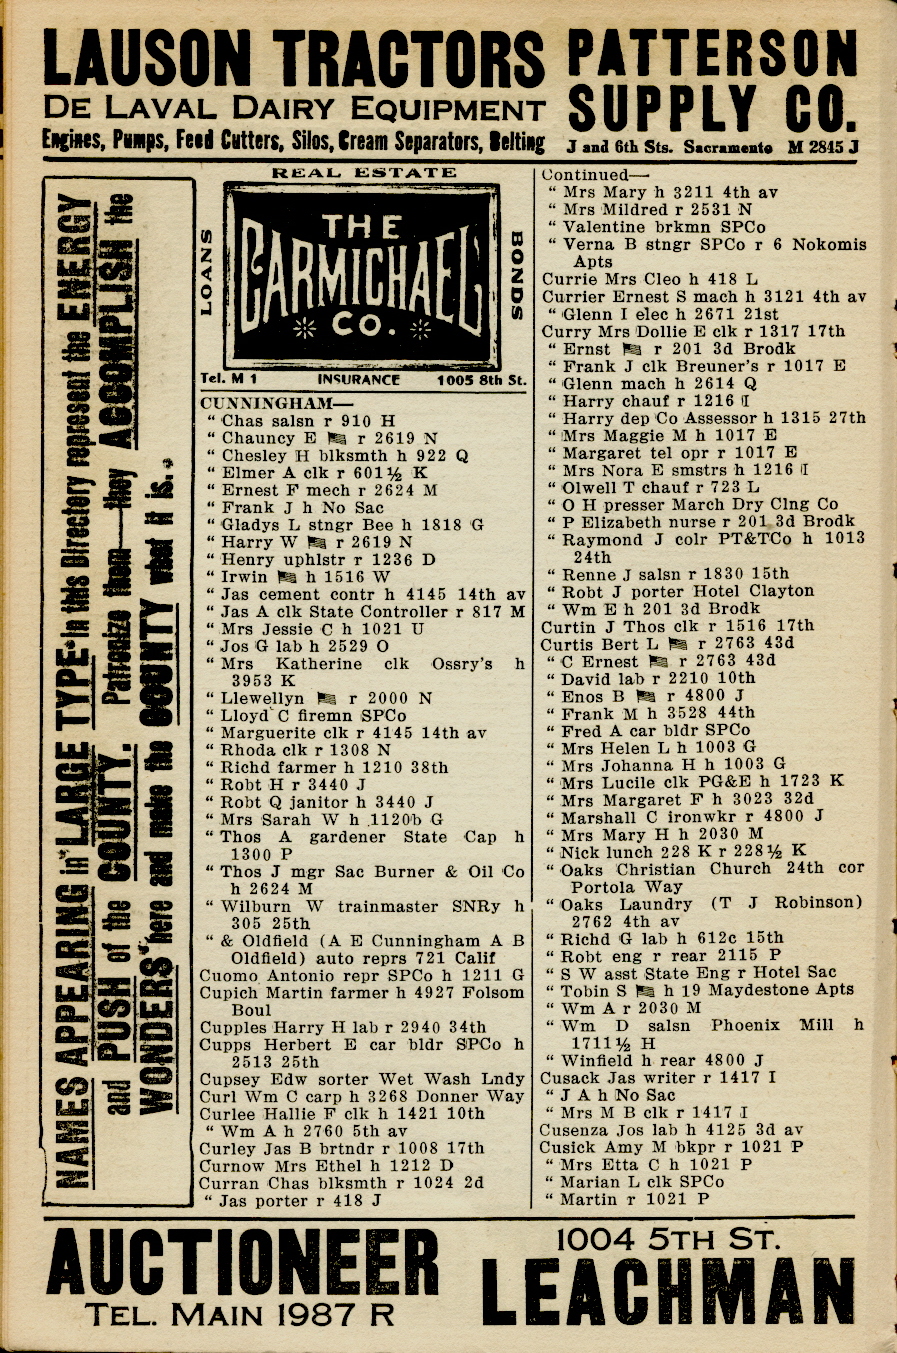 LAUSON TRACTORS
DE LAVAL DAIRY EQUIPMENT
Engines, Pumps, Feed Cutters, Silos, Cream Separators, Belting
PATTERSON
SUPPLY CO.
J and 6th Sts. Sacramento M 2845 J
NAMES APPEARING in "LARGE TYPE" in this Directory represent the ENERGY
and PUSH of the COUNTY. Patronize them—they ACCOMPLISH the
WONDERS "here and make the COUNTY what it is..
REAL ESTATE
LOANS
THE
CARMICHAEL
CO.
BONDS
Tel. M 1 INSURANCE 1005 8th St.
CUNNINGHAM—
" Chas salsn r 910 H
" Chauncy E r 2619 N
" Chesley H blksmth h 922 Q
" Elmer A clk r 601½ K
" Ernest F mech r 2624 M
" Frank J h No Sac
" Gladys L stngr Bee h 1818 G
" Harry W r 2619 N
" Henry uphlstr r 1236 D
" Irwin h 1516 W
" Jas cement contr h 4145 14th av
" Jas A clk State Controller r 817 M
" Mrs Jessie C h 1021 U
" Jos G lab h 2529 O
" Mrs Katherine clk Ossry's h
3953 K
" Llewellyn r 2000 N
" Lloyd C firemn SPCo
" Marguerite clk r 4145 14th av
" Rhoda clk r 1308 N
" Richd farmer h 1210 38th
" Robt H r 3440 J
" Robt Q janitor h 3440 J
" Mrs Sarah W h 1120b G
" Thos A gardener State Cap h
1300 P
" Thos J mgr Sac Burner & Oil Co
h 2624 M
" Wilburn W trainmaster SNRy h
305 25th
" & Oldfield (A E Cunningham A B
Oldfield) auto reprs 721 Calif
Cuomo Antonio repr SPCo h 1211 G
Cupich Martin farmer h 4927 Folsom
Boul
Cupples Harry H lab r 2940 34th
Cupps Herbert E car bldr SPCo h
2513 25th
Cupsey Edw sorter Wet Wash Lndy
Curl Wm C carp h 3268 Donner Way
Curlee Hallie F clk h 1421 10th
" Wm A h 2760 5th av
Curley Jas B brtndr r 1008 17th
Curnow Mrs Ethel h 1212 D
Curran Chas blksmth r 1024 2d
" Jas porter r 418 J
Continued—
" Mrs Mary h 3211 4th av
" Mrs Mildred r 2531 N
" Valentine brkmn SPCo
" Verna B stngr SPCo r 6 Nokomis
Apts
Currie Mrs Cleo h 418 L
Currier Ernest S mach h 3121 4th av
" Glenn I elec h 2671 21st
Curry Mrs Dollie E clk r 1317 17th
" Ernst r 201 3d Brodk
" Frank J clk Breuner's r 1017 E
" Glenn mach h 2614 Q
" Harry chauf r 1216 I
" Harry dep Co Assessor h 1315 27th
" Mrs Maggie M h 1017 E
" Margaret tel opr r 1017 E
" Mrs Nora E smstrs h 1216 I
" Olwell T chauf r 723 L
" O H presser March Dry Clng Co
" P Elizabeth nurse r 201 3d Brodk
" Raymond J colr PT&TCo h 1013
24th
" Renne J salsn r 1830 15th
" Robt J porter Hotel Clayton
" Wm E h 201 3d Brodk
Curtin J Thos clk r 1516 17th
Curtis Bert L r 2763 43d
" C Ernest r 2763 43d
" David lab r 2210 10th
" Enos B r 4800 J
" Frank M h 3528 44th
" Fred A car bldr SPCo
" Mrs Helen L h 1003 G
" Mrs Johanna H h 1003 G
" Mrs Lucile clk PG&E h 1723 K
" Mrs Margaret F h 3023 32d
" Marshall C ironwkr r 4800 J
" Mrs Mary H h 2030 M
" Nick lunch 228 K r 228½ K
" Oaks Christian Church 24th cor
Portola Way
" Oaks Laundry (T J Robinson)
2762 4th av
" Richd G lab h 612c 15th
" Robt eng r rear 2115 P
" S W asst State Eng r Hotel Sac
" Tobin S h 19 Maydestone Apts
" Wm A r 2030 M
" Wm D salsn Phoenix Mill h
1711½ H
" Winfield h rear 4800 J
Cusack Jas writer r 1417 I
" J A h No Sac
" Mrs M B clk r 1417 I
Cusenza Jos lab h 4125 3d av
Cusick Amy M bkpr r 1021 P
" Mrs Etta C h 1021 P
" Marian L clk SPCo
" Martin r 1021 P
AUCTIONEER
TEL. MAIN 1987 R
1004 5TH ST.
LEACHMAN